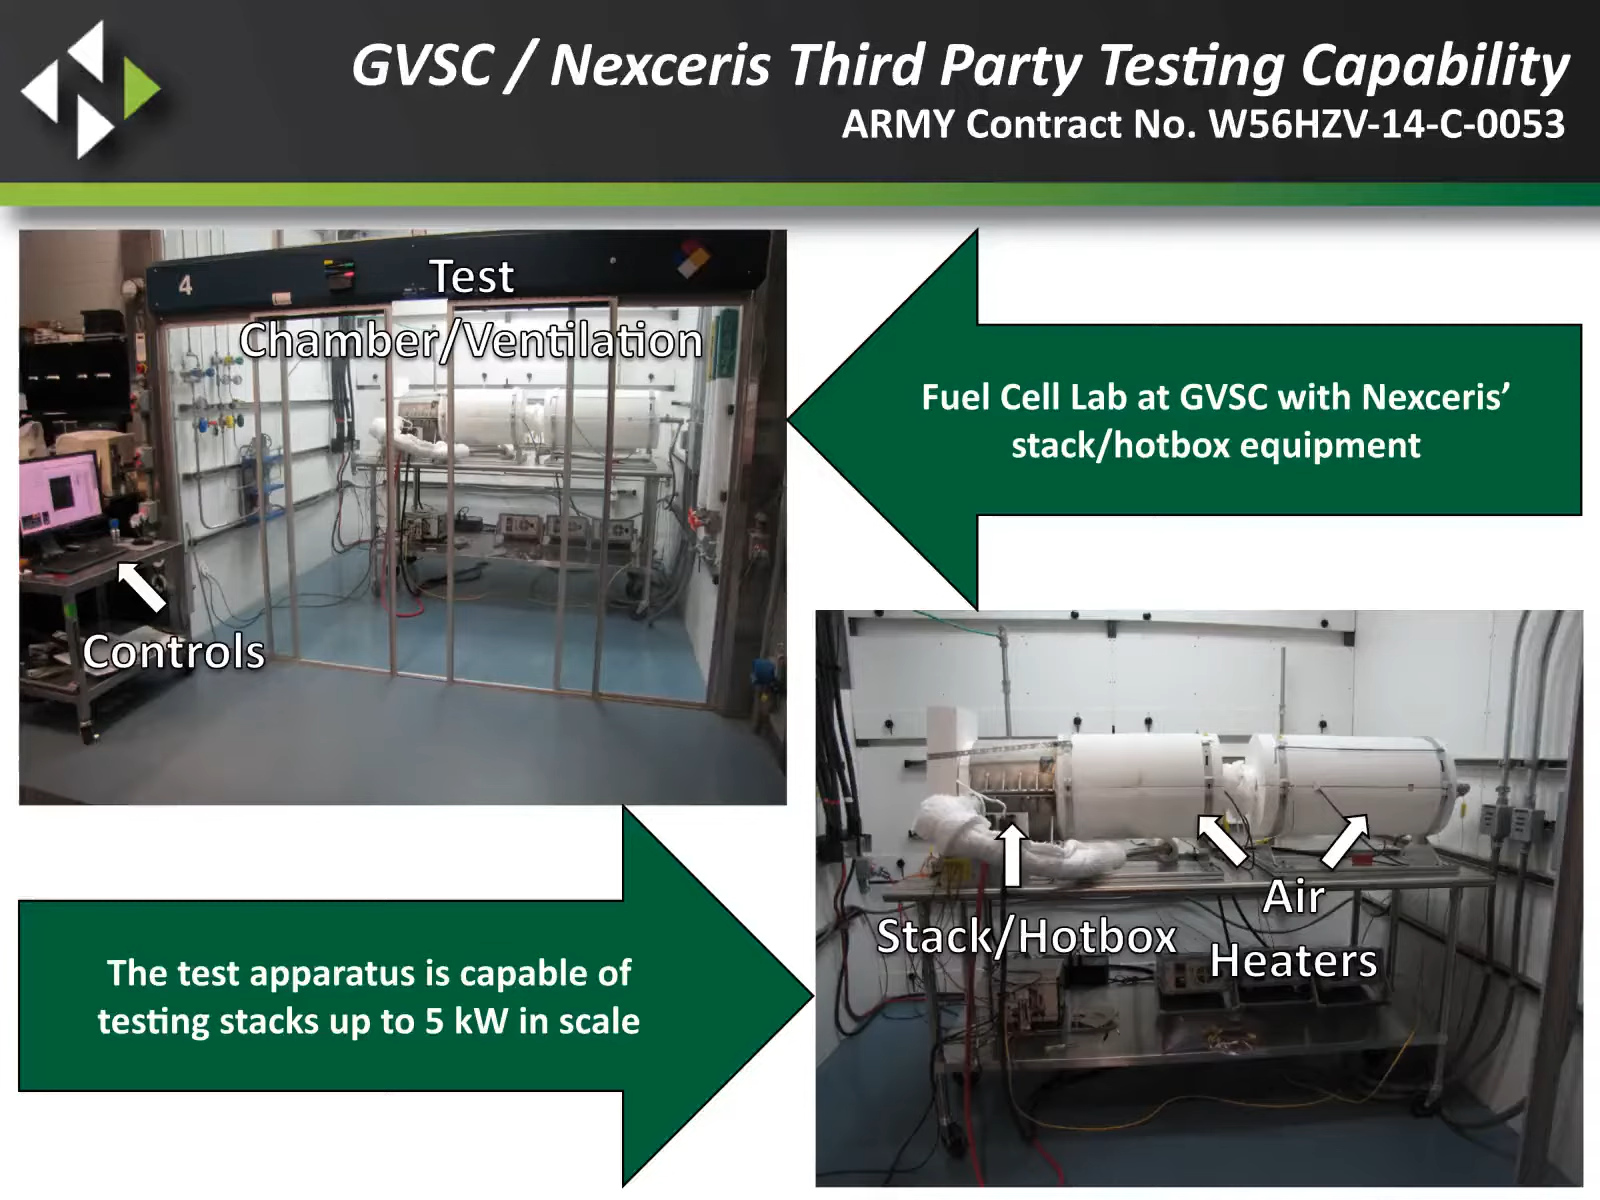 GVSC / Nexceris Third Party Testing Capability
ARMY Contract No. W56HZV-14-C-0053
4
Test
Chamber/Ventilation
Controls
Fuel Cell Lab at GVSC with Nexceris’
stack/hotbox equipment
The test apparatus is capable of
testing stacks up to 5 kW in scale
Stack/Hotbox
Air
Heaters